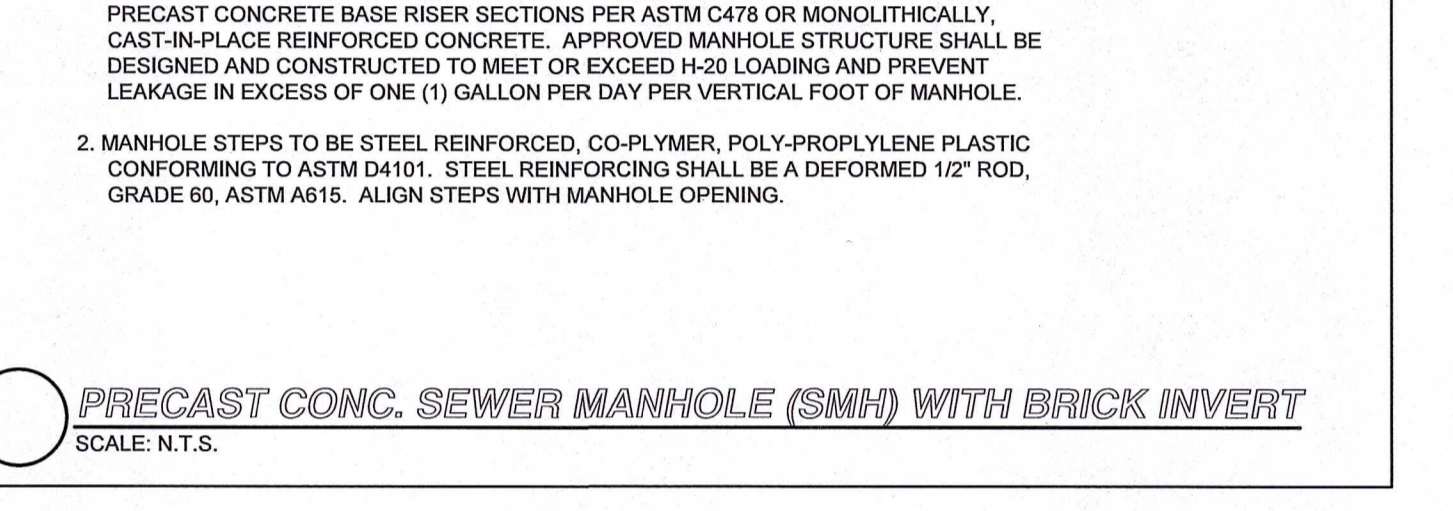 PRECAST CONCRETE BASE RISER SECTIONS PER ASTM C478 OR MONOLITHICALLY,
CAST-IN-PLACE REINFORCED CONCRETE. APPROVED MANHOLE STRUCTURE SHALL BE
DESIGNED AND CONSTRUCTED TO MEET OR EXCEED H-20 LOADING AND PREVENT
LEAKAGE IN EXCESS OF ONE (1) GALLON PER DAY PER VERTICAL FOOT OF MANHOLE.
2. MANHOLE STEPS TO BE STEEL REINFORCED, CO-PLYMER, POLY-PROPLYLENE PLASTIC
CONFORMING TO ASTM D4101. STEEL REINFORCING SHALL BE A DEFORMED 1/2" ROD,
GRADE 60, ASTM A615. ALIGN STEPS WITH MANHOLE OPENING.
PRECAST CONC. SEWER MANHOLE (SMH) WITH BRICK INVERT
SCALE: N.T.S.